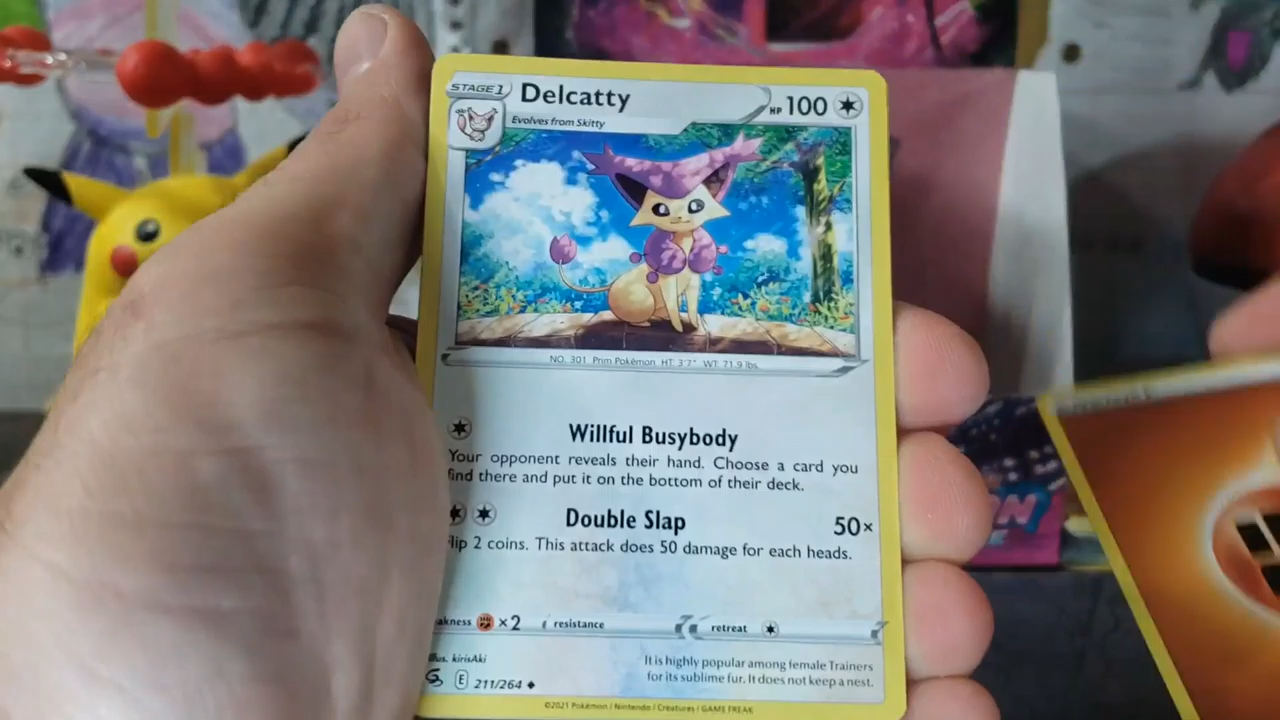 STAGE 1
Delcatty
HP 100
Evolves from Skitty
NO. 301 Prim Pokémon HT: 3'7" WT: 71.9 lbs.
Willful Busybody
Your opponent reveals their hand. Choose a card you
find there and put it on the bottom of their deck.
Double Slap 50×
lip 2 coins. This attack does 50 damage for each heads.
akness ×2 resistance retreat
llus. kirisAki
It is highly popular among female Trainers
for its sublime fur. It does not keep a nest.
E 211/264
©2021 Pokémon / Nintendo / Creatures / GAME FREAK